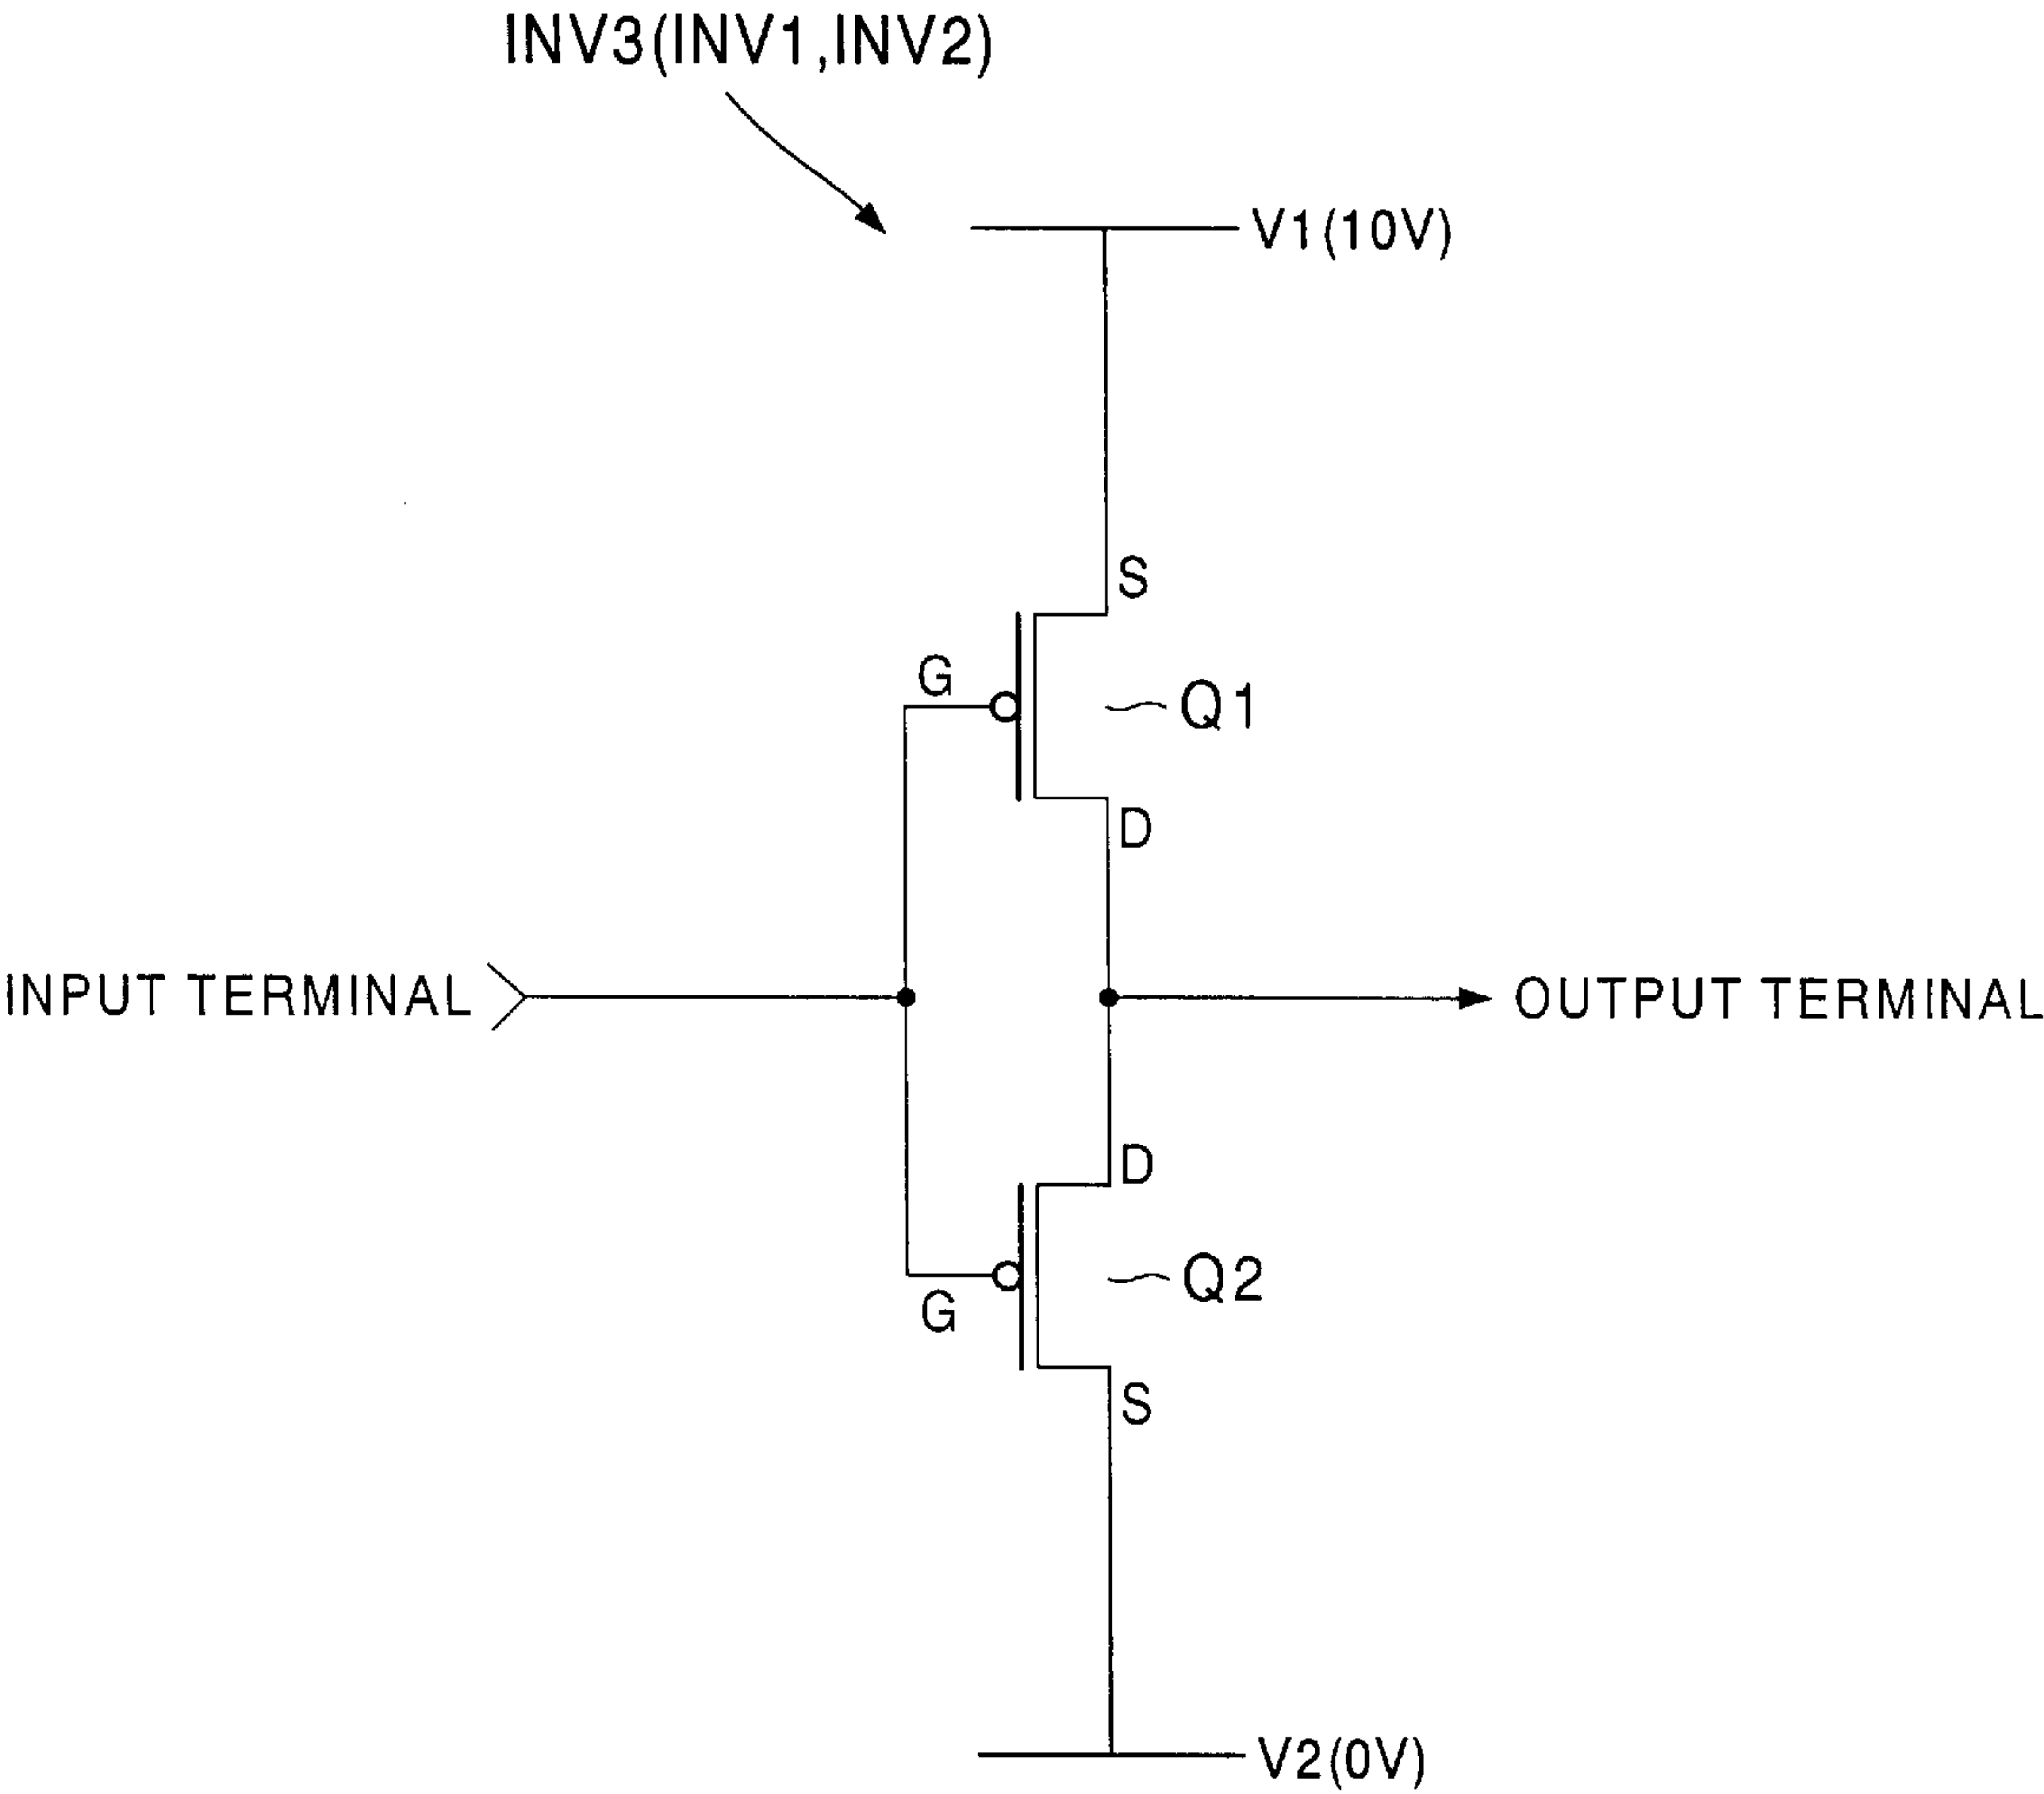 INV3(INV1,INV2)
V1(10V)
S
G
Q1
D
INPUT TERMINAL
OUTPUT TERMINAL
D
Q2
G
S
V2(0V)